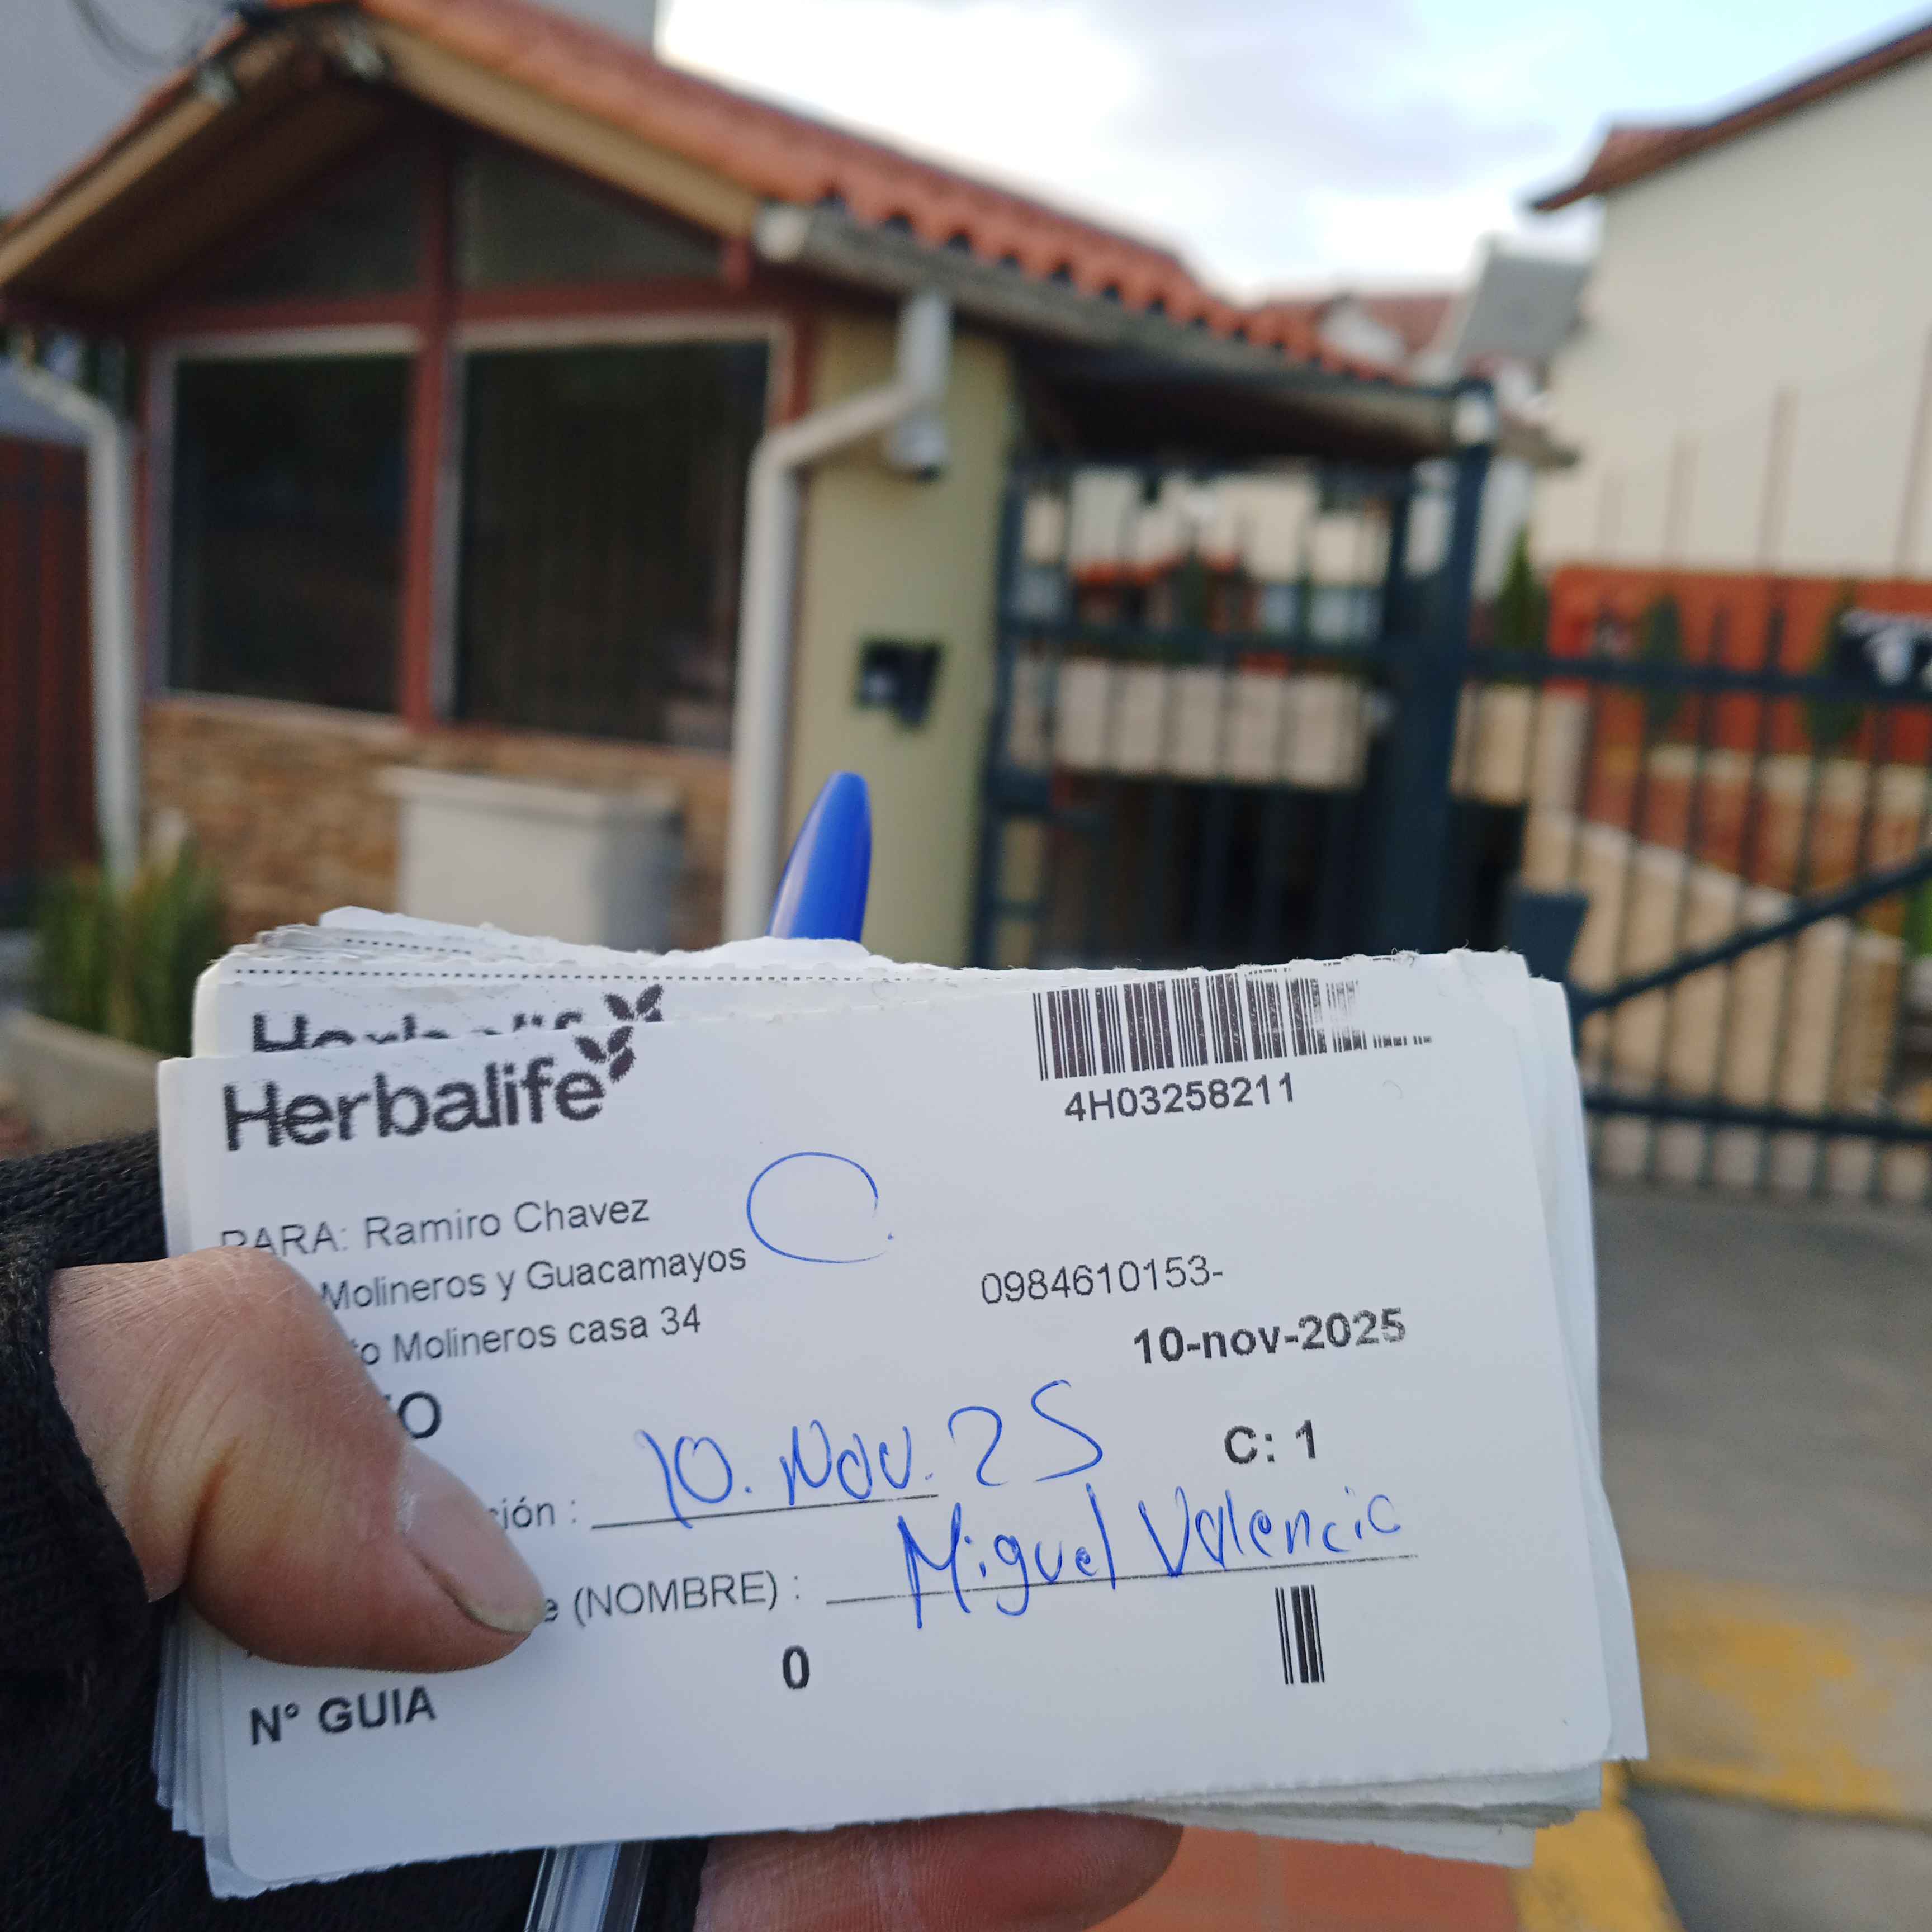 Herbalife
4H03258211
PARA: Ramiro Chavez
Molineros y Guacamayos
0984610153-
Molineros casa 34
10-nov-2025
C: 1
10. Nov. 25
(NOMBRE) : Miguel Valencia
0
N° GUIA